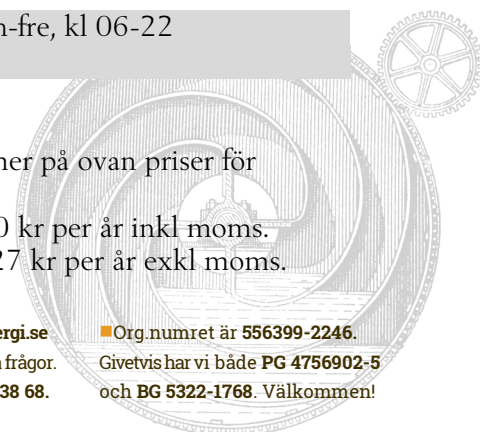 n-fre, kl 06-22
ner på ovan priser för
0 kr per år inkl moms.
27 kr per år exkl moms.
ergi.se
frågor.
38 68.
Org.numret är 556399-2246.
Givetvis har vi både PG 4756902-5
och BG 5322-1768. Välkommen!